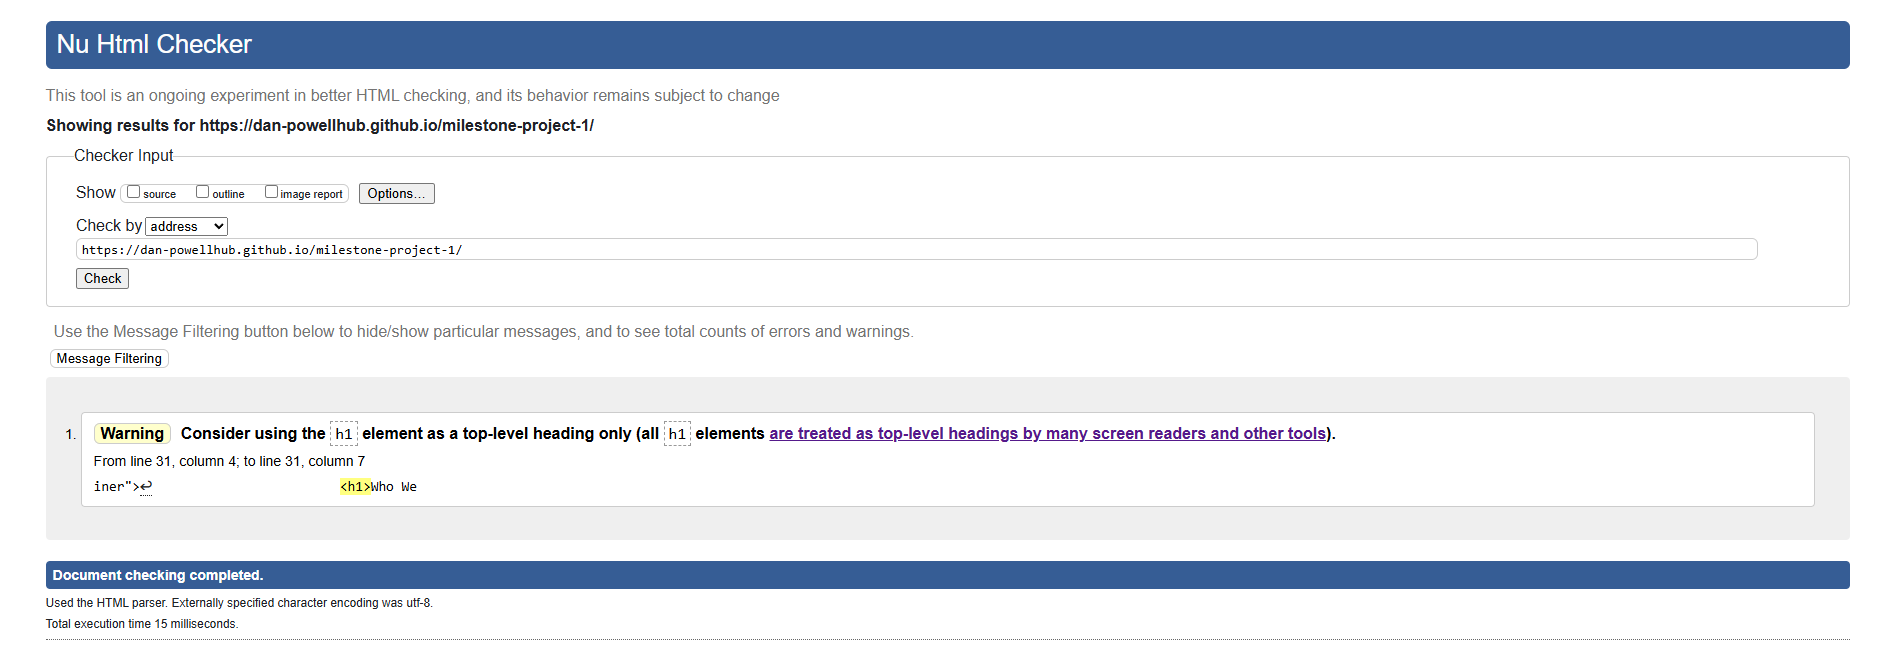 Nu Html Checker
This tool is an ongoing experiment in better HTML checking, and its behavior remains subject to change
Showing results for https://dan-powellhub.github.io/milestone-project-1/
Checker Input
Show source outline image report Options...
Check by address
https://dan-powellhub.github.io/milestone-project-1/
Check
Use the Message Filtering button below to hide/show particular messages, and to see total counts of errors and warnings.
Message Filtering
1. Warning Consider using the h1 element as a top-level heading only (all h1 elements are treated as top-level headings by many screen readers and other tools).
From line 31, column 4; to line 31, column 7
iner">↩ <h1>Who We
Document checking completed.
Used the HTML parser. Externally specified character encoding was utf-8.
Total execution time 15 milliseconds.